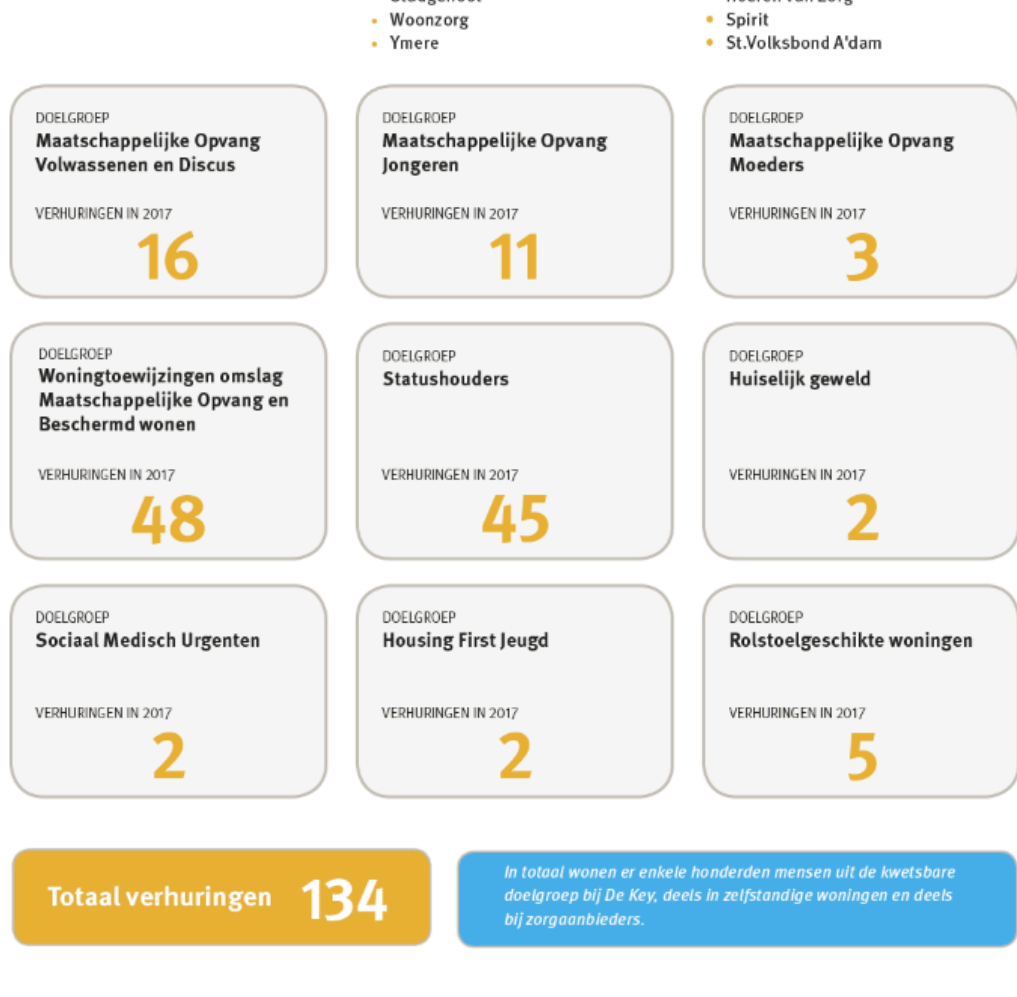 Woonzorg
Ymere
Spirit
St.Volksbond A'dam
DOELGROEP
Maatschappelijke Opvang
Volwassenen en Discus
VERHURINGEN IN 2017
16
DOELGROEP
Maatschappelijke Opvang
Jongeren
VERHURINGEN IN 2017
11
DOELGROEP
Maatschappelijke Opvang
Moeders
VERHURINGEN IN 2017
3
DOELGROEP
Woningtoewijzingen omslag
Maatschappelijke Opvang en
Beschermd wonen
VERHURINGEN IN 2017
48
DOELGROEP
Statushouders
VERHURINGEN IN 2017
45
DOELGROEP
Huiselijk geweld
VERHURINGEN IN 2017
2
DOELGROEP
Sociaal Medisch Urgenten
VERHURINGEN IN 2017
2
DOELGROEP
Housing First Jeugd
VERHURINGEN IN 2017
2
DOELGROEP
Rolstoelgeschikte woningen
VERHURINGEN IN 2017
5
Totaal verhuringen 134
In totaal wonen er enkele honderden mensen uit de kwetsbare
doelgroep bij De Key, deels in zelfstandige woningen en deels
bij zorgaanbieders.